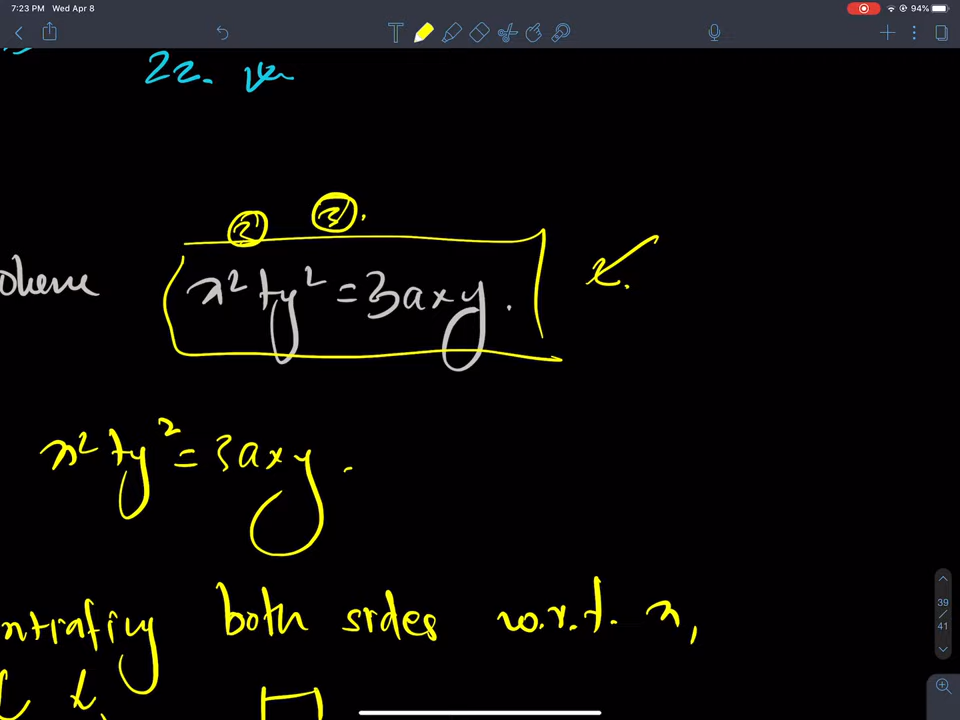 7:23 PM Wed Apr 8
94%
22.
② ③.
where x² + y² = 3axy.
x² + y² = 3axy.
both sides w.r.t. x,
39
41